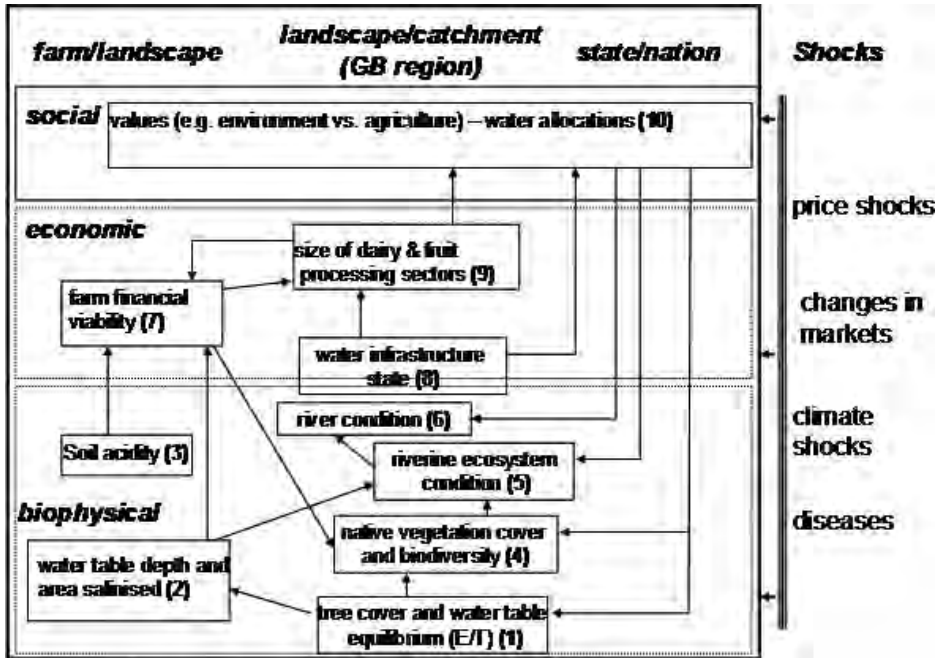 farm/landscape
landscape/catchment
(GB region)
state/nation
Shocks
social
values (e.g. environment vs. agriculture) – water allocations (10)
price shocks
economic
size of dairy & fruit
processing sectors (9)
farm financial
viability (7)
changes in
markets
water infrastructure
state (8)
river condition (6)
climate
shocks
Soil acidity (3)
riverine ecosystem
condition (5)
biophysical
diseases
native vegetation cover
and biodiversity (4)
water table depth and
area salinised (2)
tree cover and water table
equilibrium (E/T) (1)